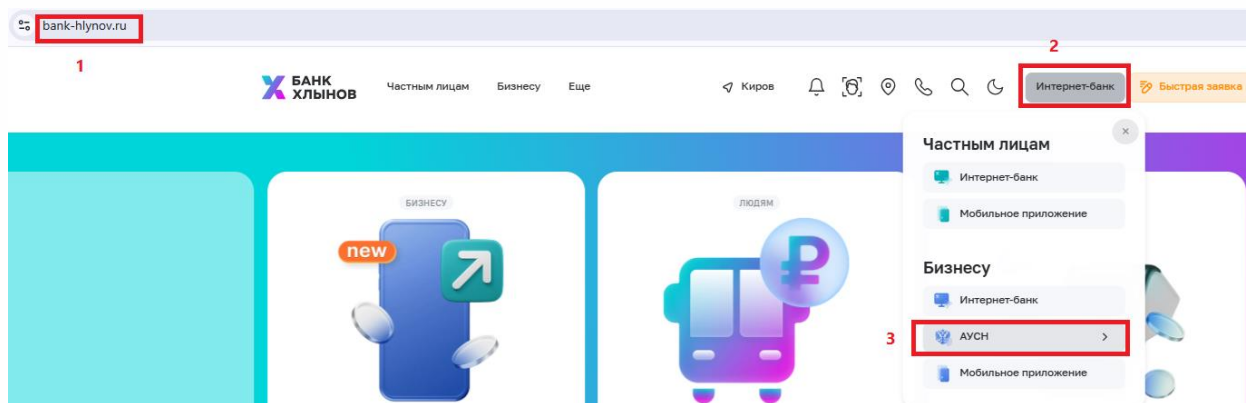 bank-hlynov.ru
1
2
БАНК
ХЛЫНОВ
Частным лицам Бизнесу Еще
Киров
Интернет-банк
Быстрая заявка
БИЗНЕСУ
new
ЛЮДЯМ
₽
Частным лицам
×
Интернет-банк
Мобильное приложение
Бизнесу
Интернет-банк
3
АУСН >
Мобильное приложение